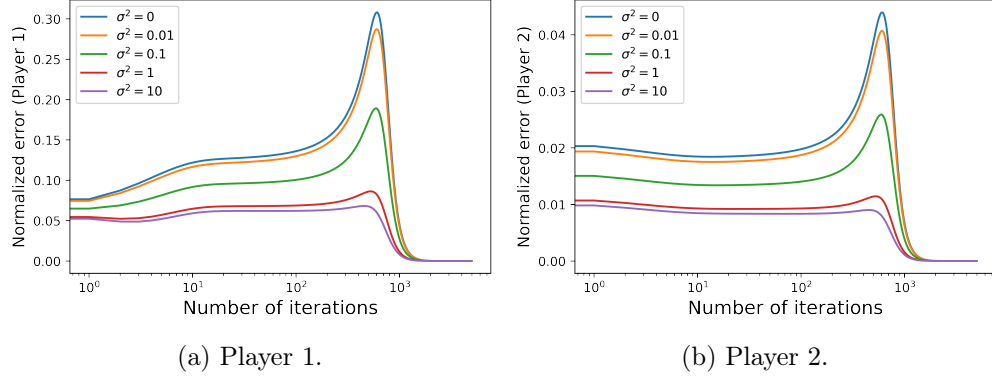 Normalized error (Player 1)
0.30
0.25
0.20
0.15
0.10
0.05
0.00
σ² = 0
σ² = 0.01
σ² = 0.1
σ² = 1
σ² = 10
10⁰ 10¹ 10² 10³
Number of iterations
(a) Player 1.
Normalized error (Player 2)
0.04
0.03
0.02
0.01
0.00
σ² = 0
σ² = 0.01
σ² = 0.1
σ² = 1
σ² = 10
10⁰ 10¹ 10² 10³
Number of iterations
(b) Player 2.